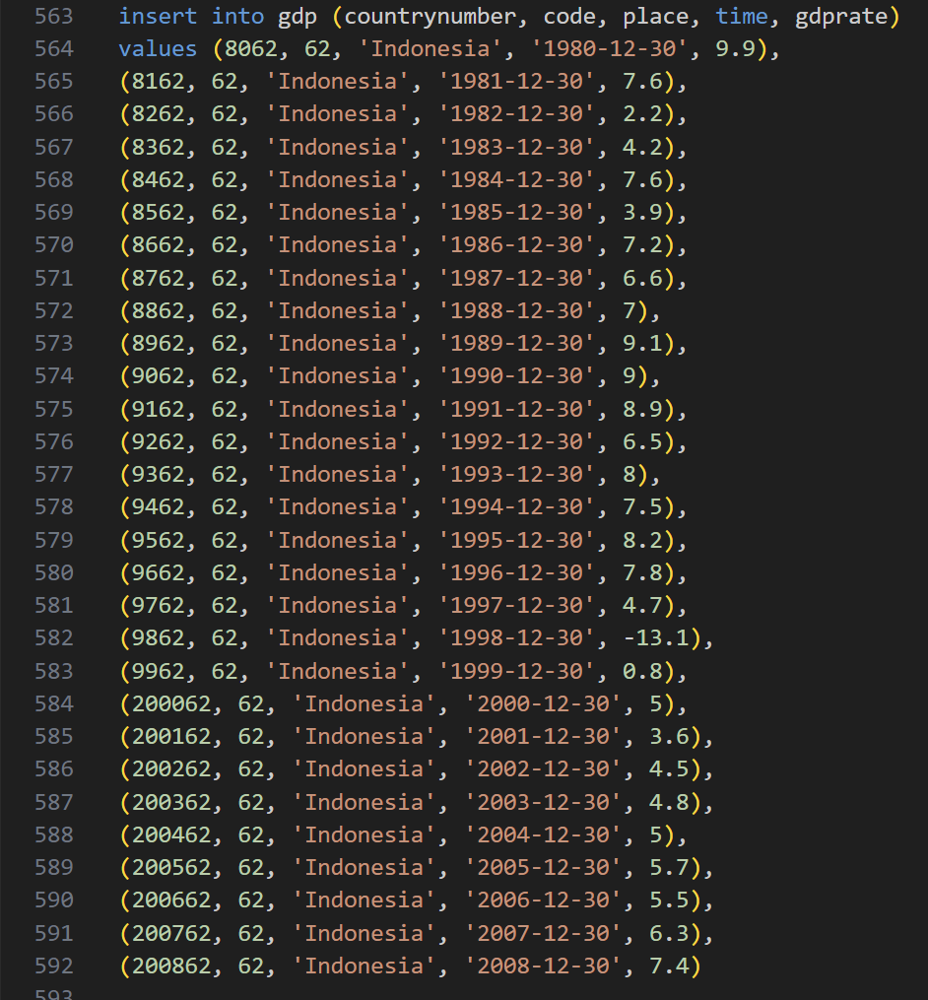 563 insert into gdp (countrynumber, code, place, time, gdprate)
564 values (8062, 62, 'Indonesia', '1980-12-30', 9.9),
565 (8162, 62, 'Indonesia', '1981-12-30', 7.6),
566 (8262, 62, 'Indonesia', '1982-12-30', 2.2),
567 (8362, 62, 'Indonesia', '1983-12-30', 4.2),
568 (8462, 62, 'Indonesia', '1984-12-30', 7.6),
569 (8562, 62, 'Indonesia', '1985-12-30', 3.9),
570 (8662, 62, 'Indonesia', '1986-12-30', 7.2),
571 (8762, 62, 'Indonesia', '1987-12-30', 6.6),
572 (8862, 62, 'Indonesia', '1988-12-30', 7),
573 (8962, 62, 'Indonesia', '1989-12-30', 9.1),
574 (9062, 62, 'Indonesia', '1990-12-30', 9),
575 (9162, 62, 'Indonesia', '1991-12-30', 8.9),
576 (9262, 62, 'Indonesia', '1992-12-30', 6.5),
577 (9362, 62, 'Indonesia', '1993-12-30', 8),
578 (9462, 62, 'Indonesia', '1994-12-30', 7.5),
579 (9562, 62, 'Indonesia', '1995-12-30', 8.2),
580 (9662, 62, 'Indonesia', '1996-12-30', 7.8),
581 (9762, 62, 'Indonesia', '1997-12-30', 4.7),
582 (9862, 62, 'Indonesia', '1998-12-30', -13.1),
583 (9962, 62, 'Indonesia', '1999-12-30', 0.8),
584 (200062, 62, 'Indonesia', '2000-12-30', 5),
585 (200162, 62, 'Indonesia', '2001-12-30', 3.6),
586 (200262, 62, 'Indonesia', '2002-12-30', 4.5),
587 (200362, 62, 'Indonesia', '2003-12-30', 4.8),
588 (200462, 62, 'Indonesia', '2004-12-30', 5),
589 (200562, 62, 'Indonesia', '2005-12-30', 5.7),
590 (200662, 62, 'Indonesia', '2006-12-30', 5.5),
591 (200762, 62, 'Indonesia', '2007-12-30', 6.3),
592 (200862, 62, 'Indonesia', '2008-12-30', 7.4)
593